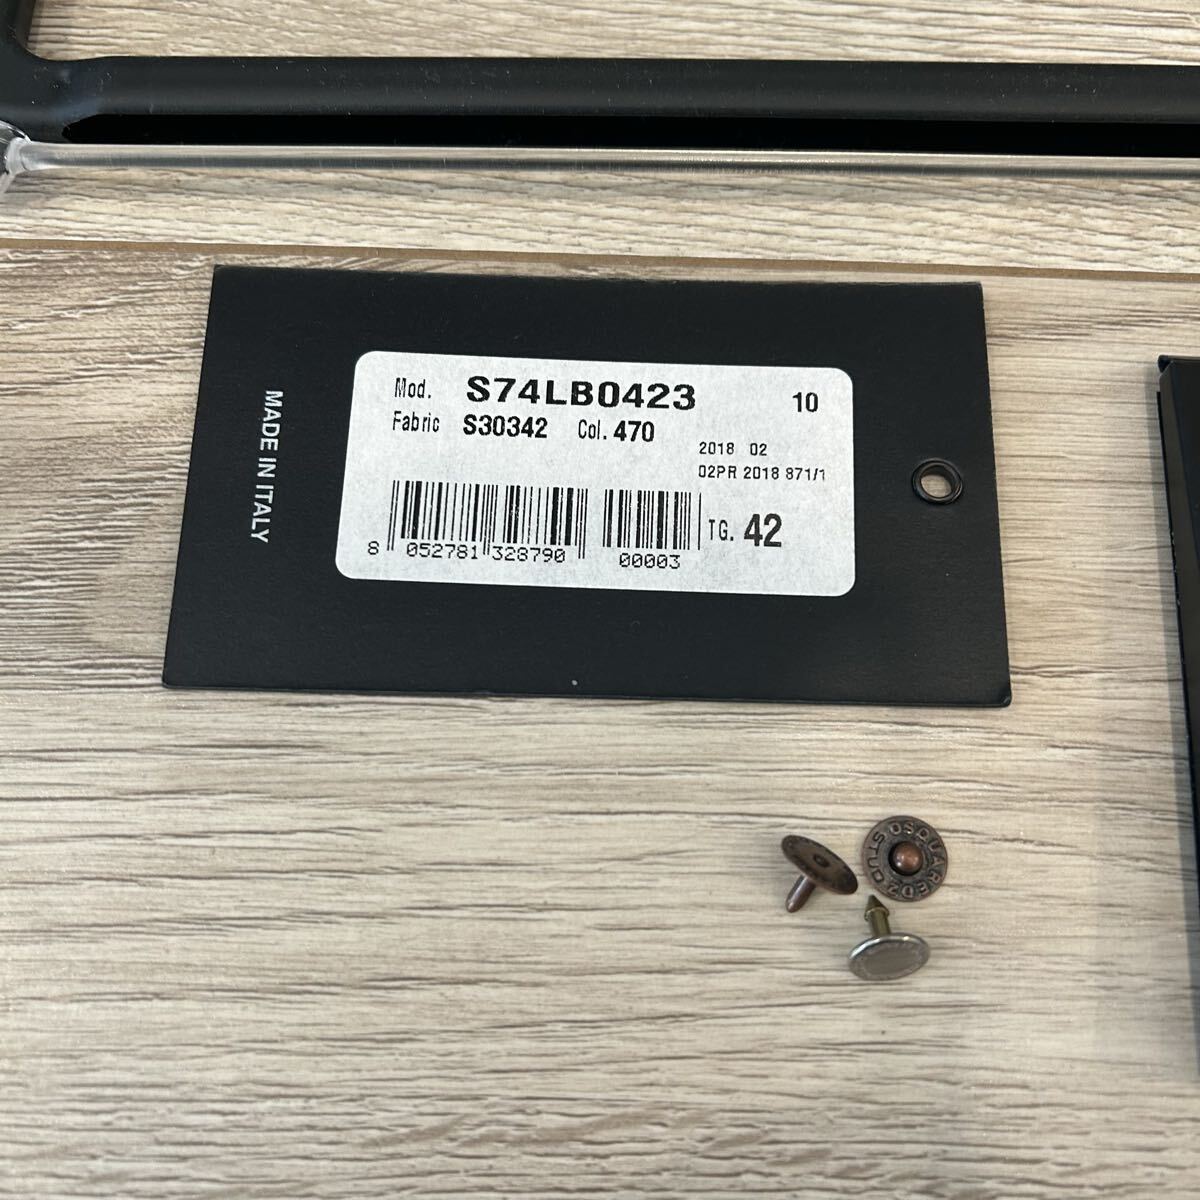 MADE IN ITALY
Mod. S74LB0423 10
Fabric S30342 Col. 470
2018 02
02PR 2018 871/1
TG. 42
8 052781 328790 00003
DSQUARED2 CULTS